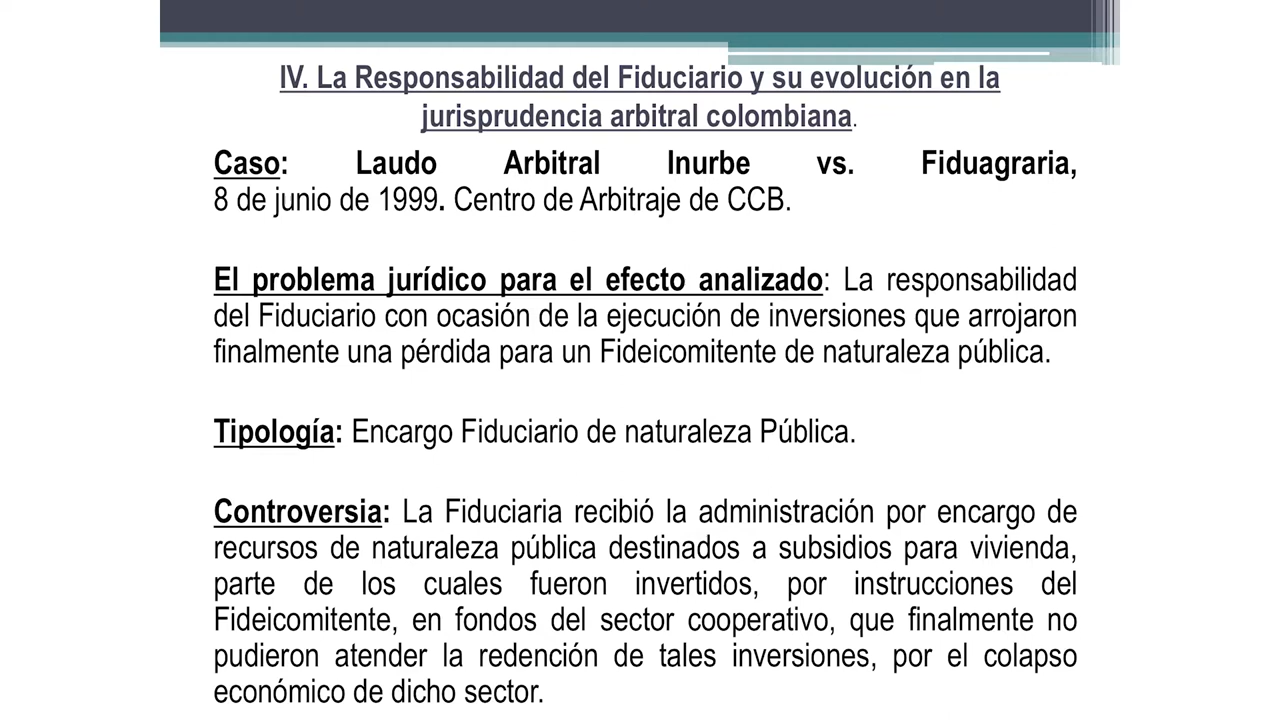 IV. La Responsabilidad del Fiduciario y su evolución en la
jurisprudencia arbitral colombiana.
Caso: Laudo Arbitral Inurbe vs. Fiduagraria,
8 de junio de 1999. Centro de Arbitraje de CCB.
El problema jurídico para el efecto analizado: La responsabilidad
del Fiduciario con ocasión de la ejecución de inversiones que arrojaron
finalmente una pérdida para un Fideicomitente de naturaleza pública.
Tipología: Encargo Fiduciario de naturaleza Pública.
Controversia: La Fiduciaria recibió la administración por encargo de
recursos de naturaleza pública destinados a subsidios para vivienda,
parte de los cuales fueron invertidos, por instrucciones del
Fideicomitente, en fondos del sector cooperativo, que finalmente no
pudieron atender la redención de tales inversiones, por el colapso
económico de dicho sector.